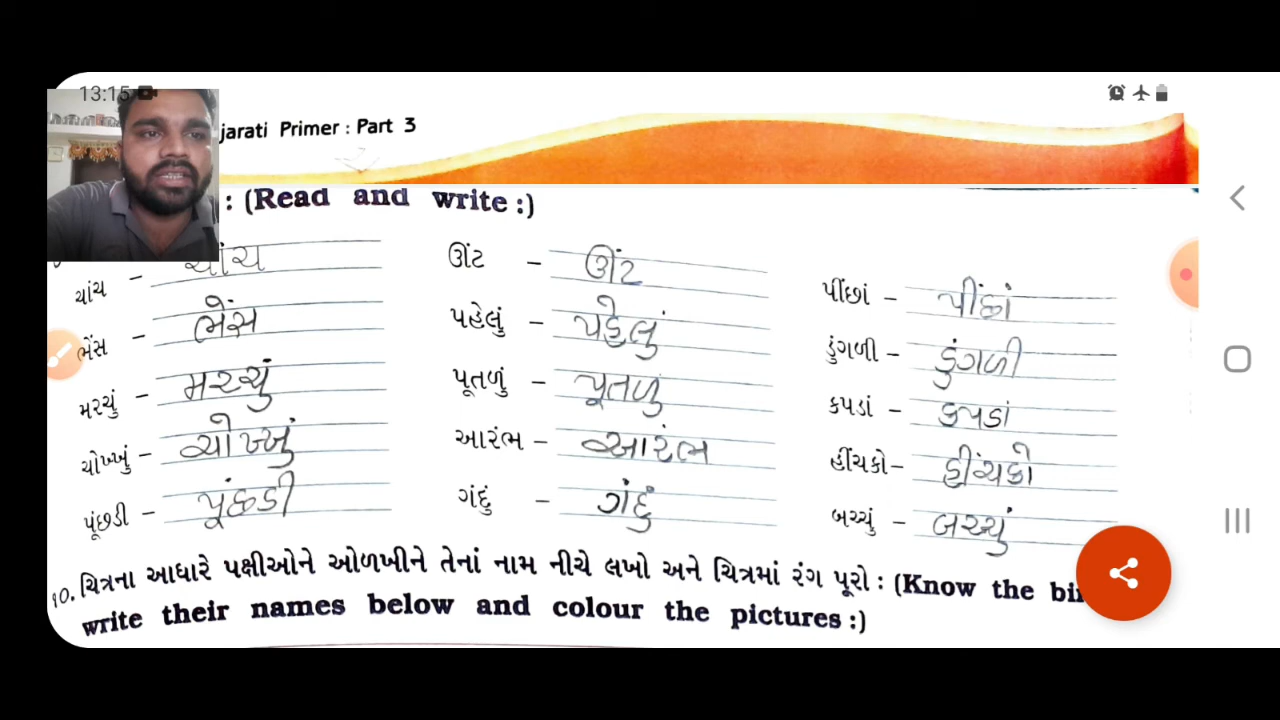 13:15
jarati Primer : Part 3
: (Read and write :)
ચાંચ – ચાંચ
ભેંસ – ભેંસ
મરચું – મરચ્યું
ચોખ્ખું – ચોખ્ખું
પૂંછડી – પૂંછડી
ઊંટ – ઊંટ
પહેલું – પહેલું
પૂતળું – પૂતળું
આરંભ – આરંભ
ગંદું – ગંદું
પીંછાં – પીંછાં
ડુંગળી – ડુંગળી
કપડાં – કપડાં
હીંચકો – હીંચકો
બચ્ચું – બચ્ચું
૧૦. ચિત્રના આધારે પક્ષીઓને ઓળખીને તેનાં નામ નીચે લખો અને ચિત્રમાં રંગ પૂરો : (Know the
write their names below and colour the pictures :)